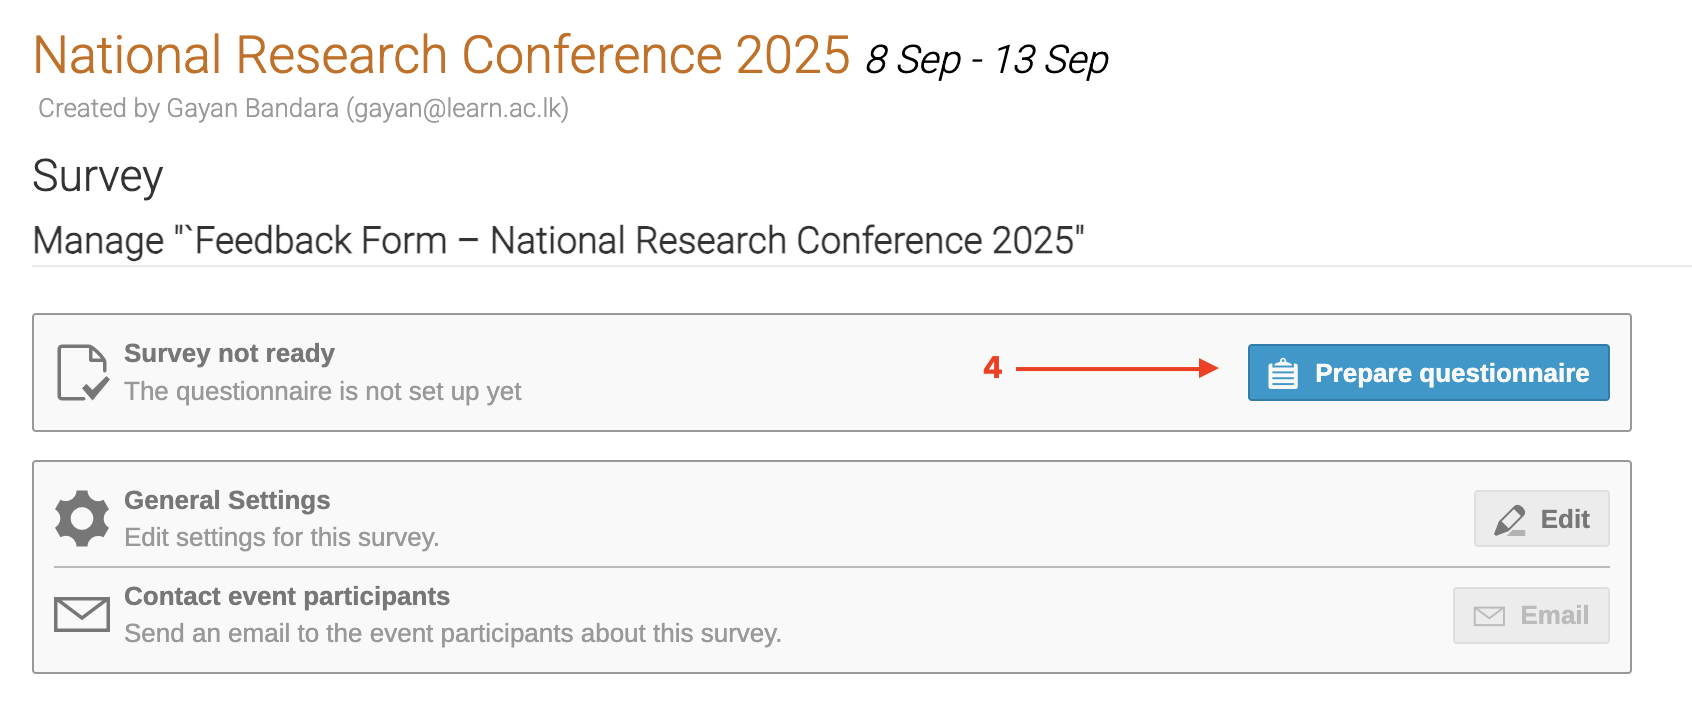 National Research Conference 2025 8 Sep - 13 Sep
Created by Gayan Bandara (gayan@learn.ac.lk)
Survey
Manage "`Feedback Form – National Research Conference 2025"
Survey not ready
The questionnaire is not set up yet
4
Prepare questionnaire
General Settings
Edit settings for this survey.
Edit
Contact event participants
Send an email to the event participants about this survey.
Email